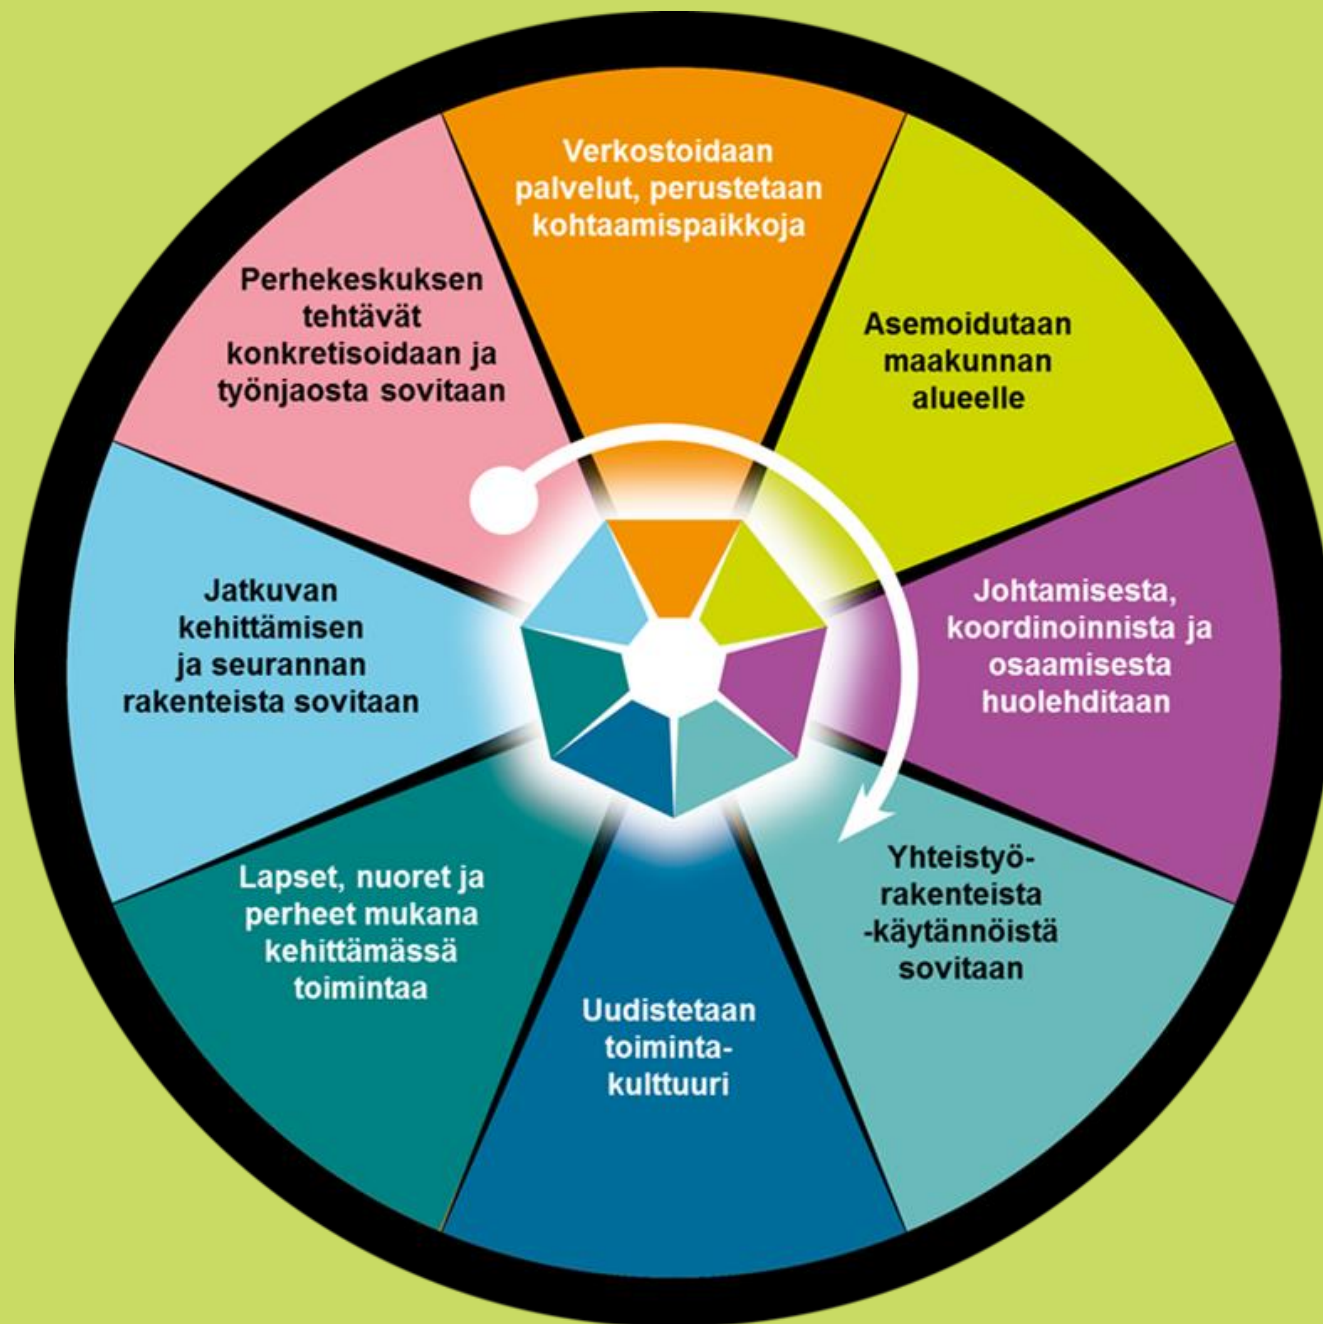 Verkostoidaan
palvelut, perustetaan
kohtaamispaikkoja
Asemoidutaan
maakunnan
alueelle
Johtamisesta,
koordinoinnista ja
osaamisesta
huolehditaan
Yhteistyö-
rakenteista
-käytännöistä
sovitaan
Uudistetaan
toiminta-
kulttuuri
Lapset, nuoret ja
perheet mukana
kehittämässä
toimintaa
Jatkuvan
kehittämisen
ja seurannan
rakenteista sovitaan
Perhekeskuksen
tehtävät
konkretisoidaan ja
työnjaosta sovitaan